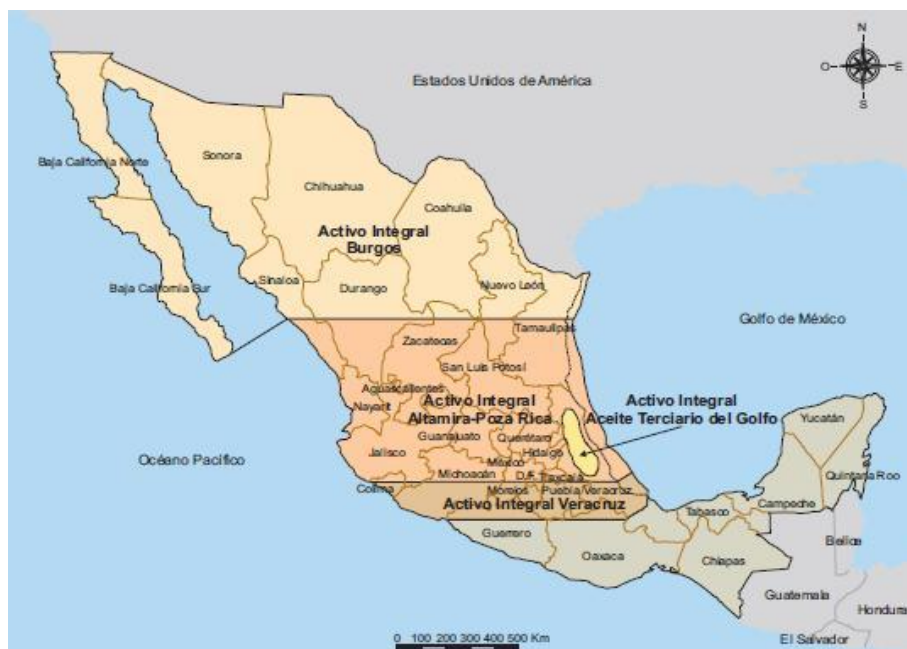 N
O E
S
Estados Unidos de América
Baja California Norte
Sonora
Chihuahua
Coahuila
Activo Integral
Burgos
Sinaloa
Baja California Sur
Durango
Nuevo León
Golfo de México
Tamaulipas
Zacatecas
San Luis Potosí
Aguascalientes
Nayarit
Activo Integral
Altamira-Poza Rica
Activo Integral
Aceite Terciario del Golfo
Yucatán
Guanajuato
Querétaro
Hidalgo
Jalisco
Océano Pacífico
México
Michoacán
D.F. Tlaxcala
Quintana Roo
Colima
Morelos
Puebla
Veracruz
Campeche
Activo Integral Veracruz
Tabasco
Guerrero
Oaxaca
Chiapas
Belice
Guatemala
Hondura
El Salvador
0 100 200 300 400 500 Km